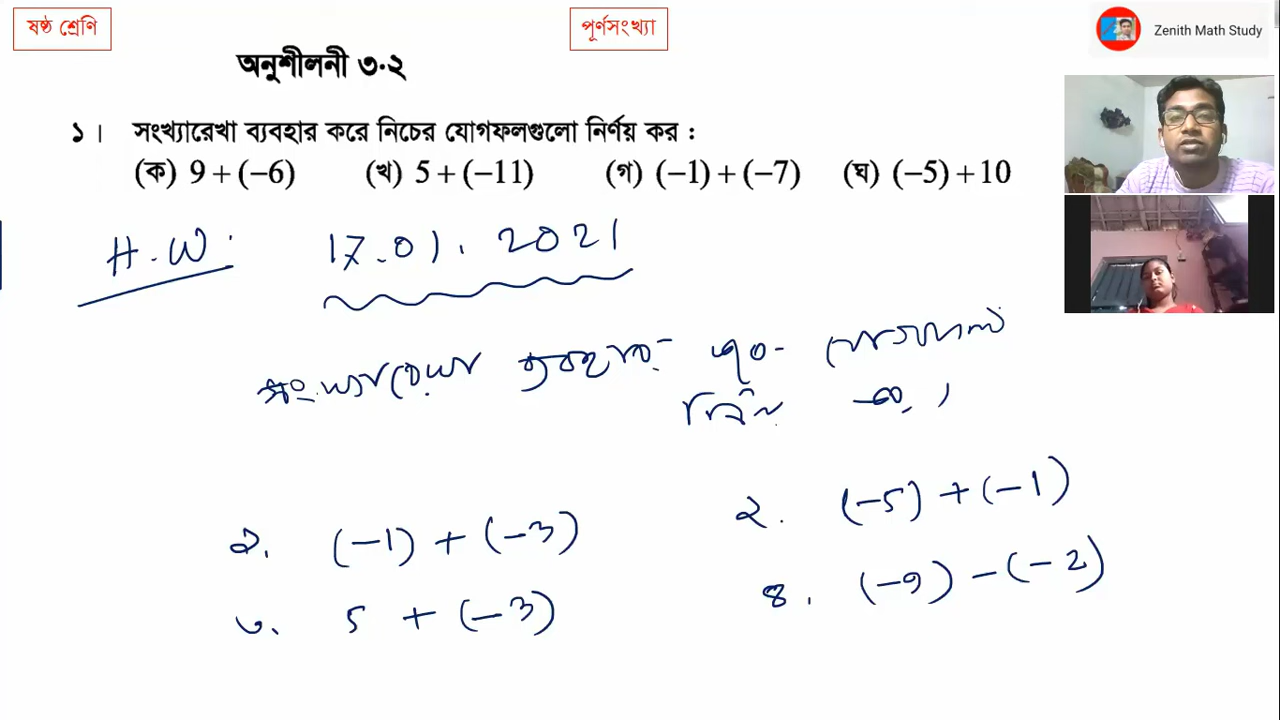 ষষ্ঠ শ্রেণি
পূর্ণসংখ্যা
Zenith Math Study
অনুশীলনী ৩.২
১। সংখ্যারেখা ব্যবহার করে নিচের যোগফলগুলো নির্ণয় কর :
(ক) 9 + (−6) (খ) 5 + (−11) (গ) (−1) + (−7) (ঘ) (−5) + 10
H.W. 17.01.2021
সংখ্যারেখা ব্যবহার যোগফল
১. (−1) + (−3) ২. (−5) + (−1)
৩. 5 + (−3) ৪. (−9) − (−2)